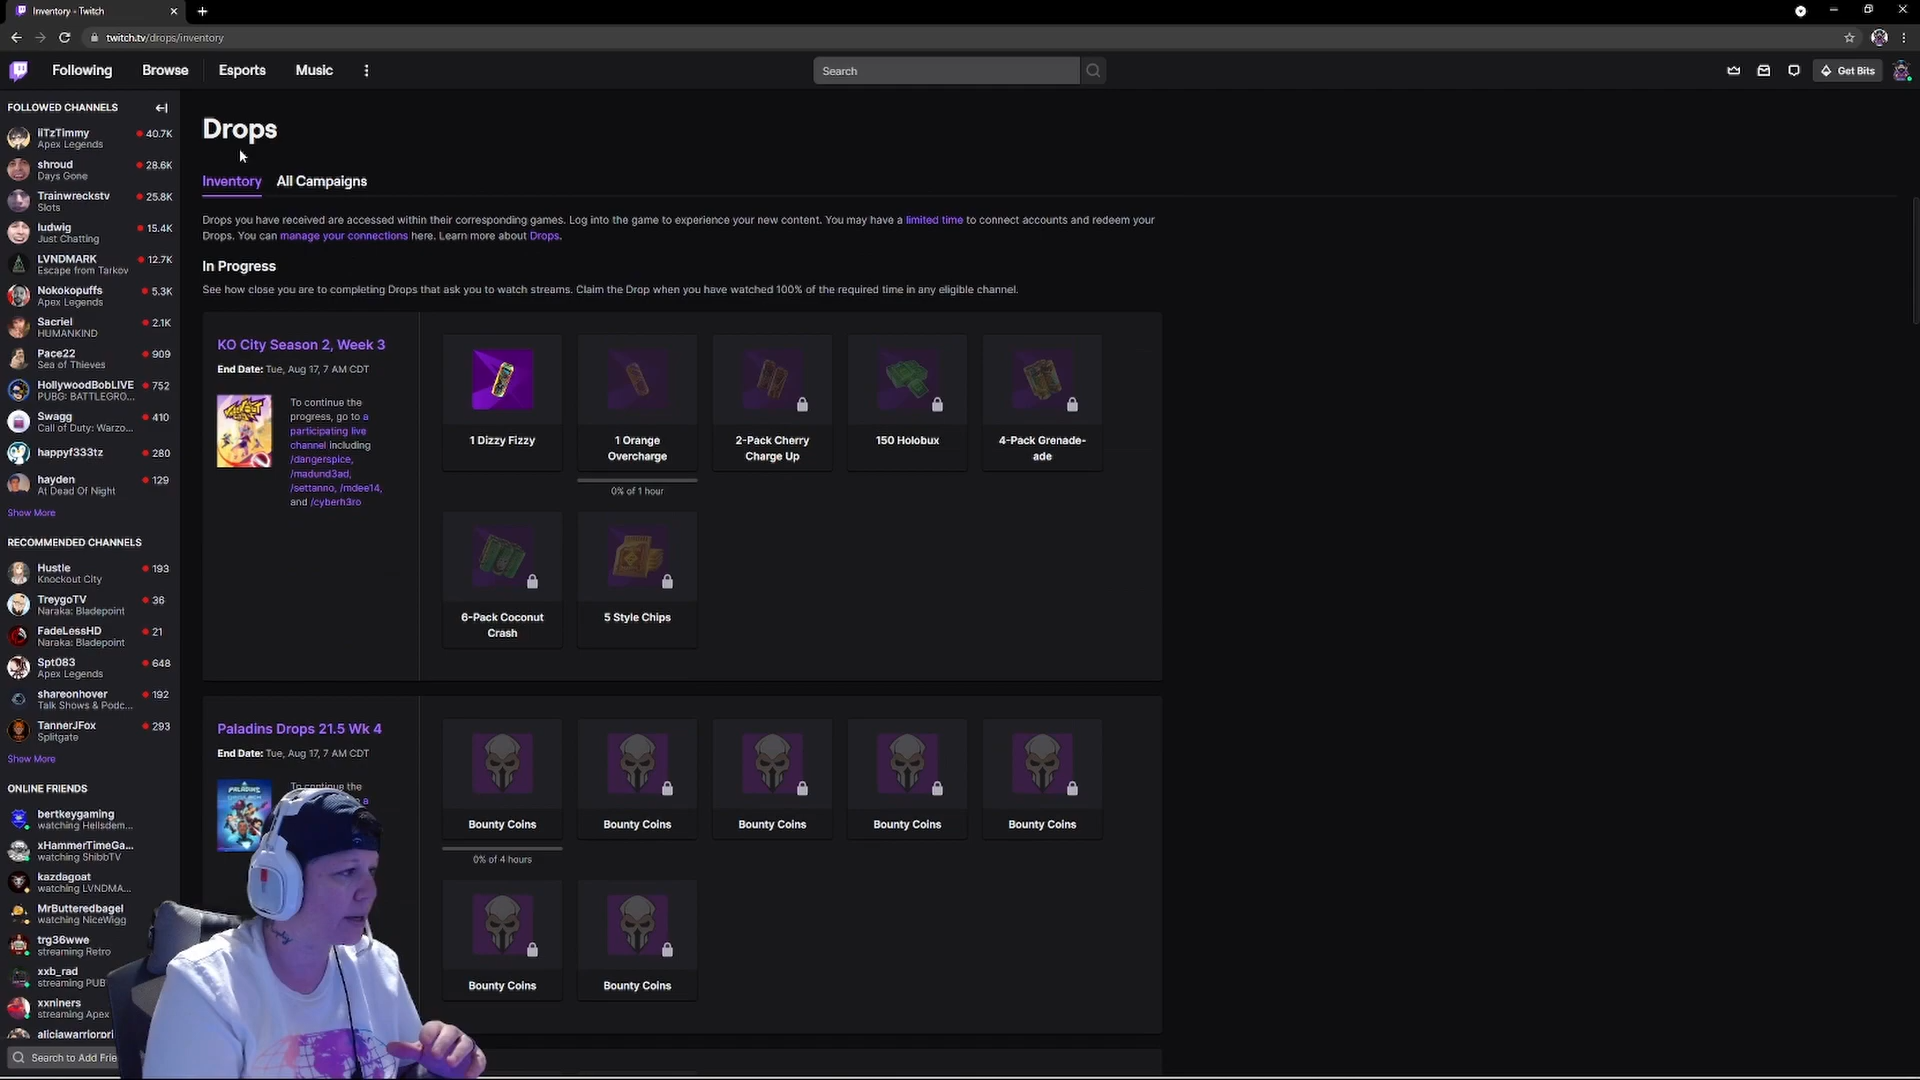 Inventory - Twitch
twitch.tv/drops/inventory
Following
Browse
Esports
Music
Search
Get Bits
FOLLOWED CHANNELS
iiTzTimmy
40.7K
Apex Legends
shroud
28.6K
Days Gone
Trainwreckstv
25.8K
Slots
ludwig
15.4K
Just Chatting
LVNDMARK
12.7K
Escape from Tarkov
Nokokopuffs
5.3K
Apex Legends
Sacriel
2.1K
HUMANKIND
Pace22
909
Sea of Thieves
HollywoodBobLIVE
752
PUBG: BATTLEGRO...
Swagg
410
Call of Duty: Warzo...
happyf333tz
280
hayden
129
At Dead Of Night
Show More
RECOMMENDED CHANNELS
Hustle
193
Knockout City
TreygoTV
36
Naraka: Bladepoint
FadeLessHD
21
Naraka: Bladepoint
Spt083
648
Apex Legends
shareonhover
192
Talk Shows & Podc...
TannerJFox
293
Splitgate
Show More
ONLINE FRIENDS
bertkeygaming
watching Hellsdem...
xHammerTimeGa...
watching ShibbTV
kazdagoat
watching LVNDMA...
MrButteredbagel
watching NiceWigg
trg36wwe
streaming Retro
xxb_rad
streaming PUB
xxniners
streaming Apex
aliciawarriorpri
Search to Add Frie
Drops
Inventory
All Campaigns
Drops you have received are accessed within their corresponding games. Log into the game to experience your new content. You may have a limited time to connect accounts and redeem your
Drops. You can manage your connections here. Learn more about Drops.
In Progress
See how close you are to completing Drops that ask you to watch streams. Claim the Drop when you have watched 100% of the required time in any eligible channel.
KO City Season 2, Week 3
End Date: Tue, Aug 17, 7 AM CDT
To continue the
progress, go to a
participating live
channel including
/dangerspice,
/madund3ad,
/settanno, /mdee14,
and /cyberh3ro
1 Dizzy Fizzy
1 Orange
Overcharge
0% of 1 hour
2-Pack Cherry
Charge Up
150 Holobux
4-Pack Grenade-
ade
6-Pack Coconut
Crash
5 Style Chips
Paladins Drops 21.5 Wk 4
End Date: Tue, Aug 17, 7 AM CDT
PALADINS
To continue the
a
Bounty Coins
0% of 4 hours
Bounty Coins
Bounty Coins
Bounty Coins
Bounty Coins
Bounty Coins
Bounty Coins